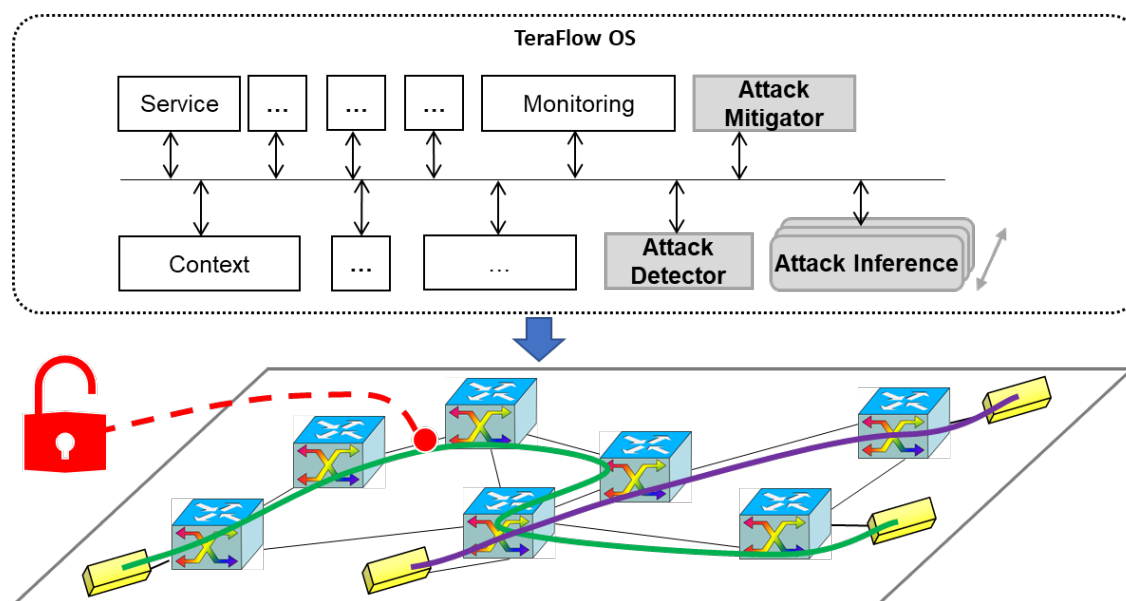 TeraFlow OS
Service
...
...
...
Monitoring
Attack
Mitigator
Context
...
...
Attack
Detector
Attack Inference